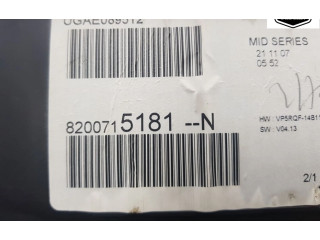 MID SERIES
21 11 07
05:52
8200715181 --N
SW : V04.13
2/1